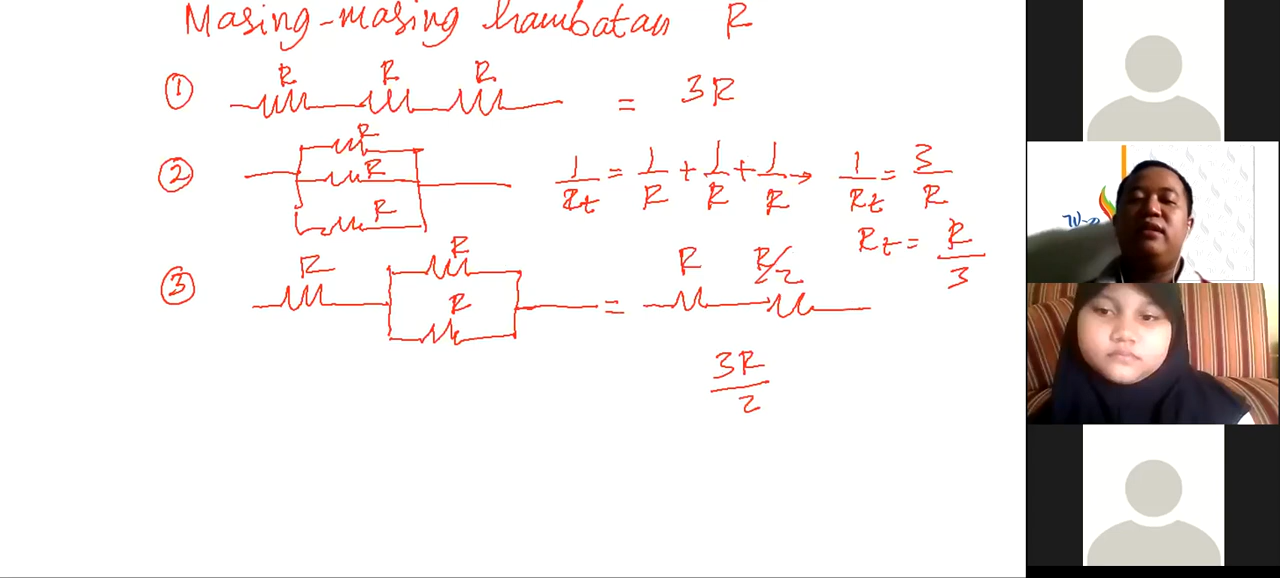 Masing-masing hambatan R
① R R R = 3R
② R R R 1/Rt = 1/R + 1/R + 1/R → 1/Rt = 3/R
Rt = R/3
③ R R R = R R/2
3R/2